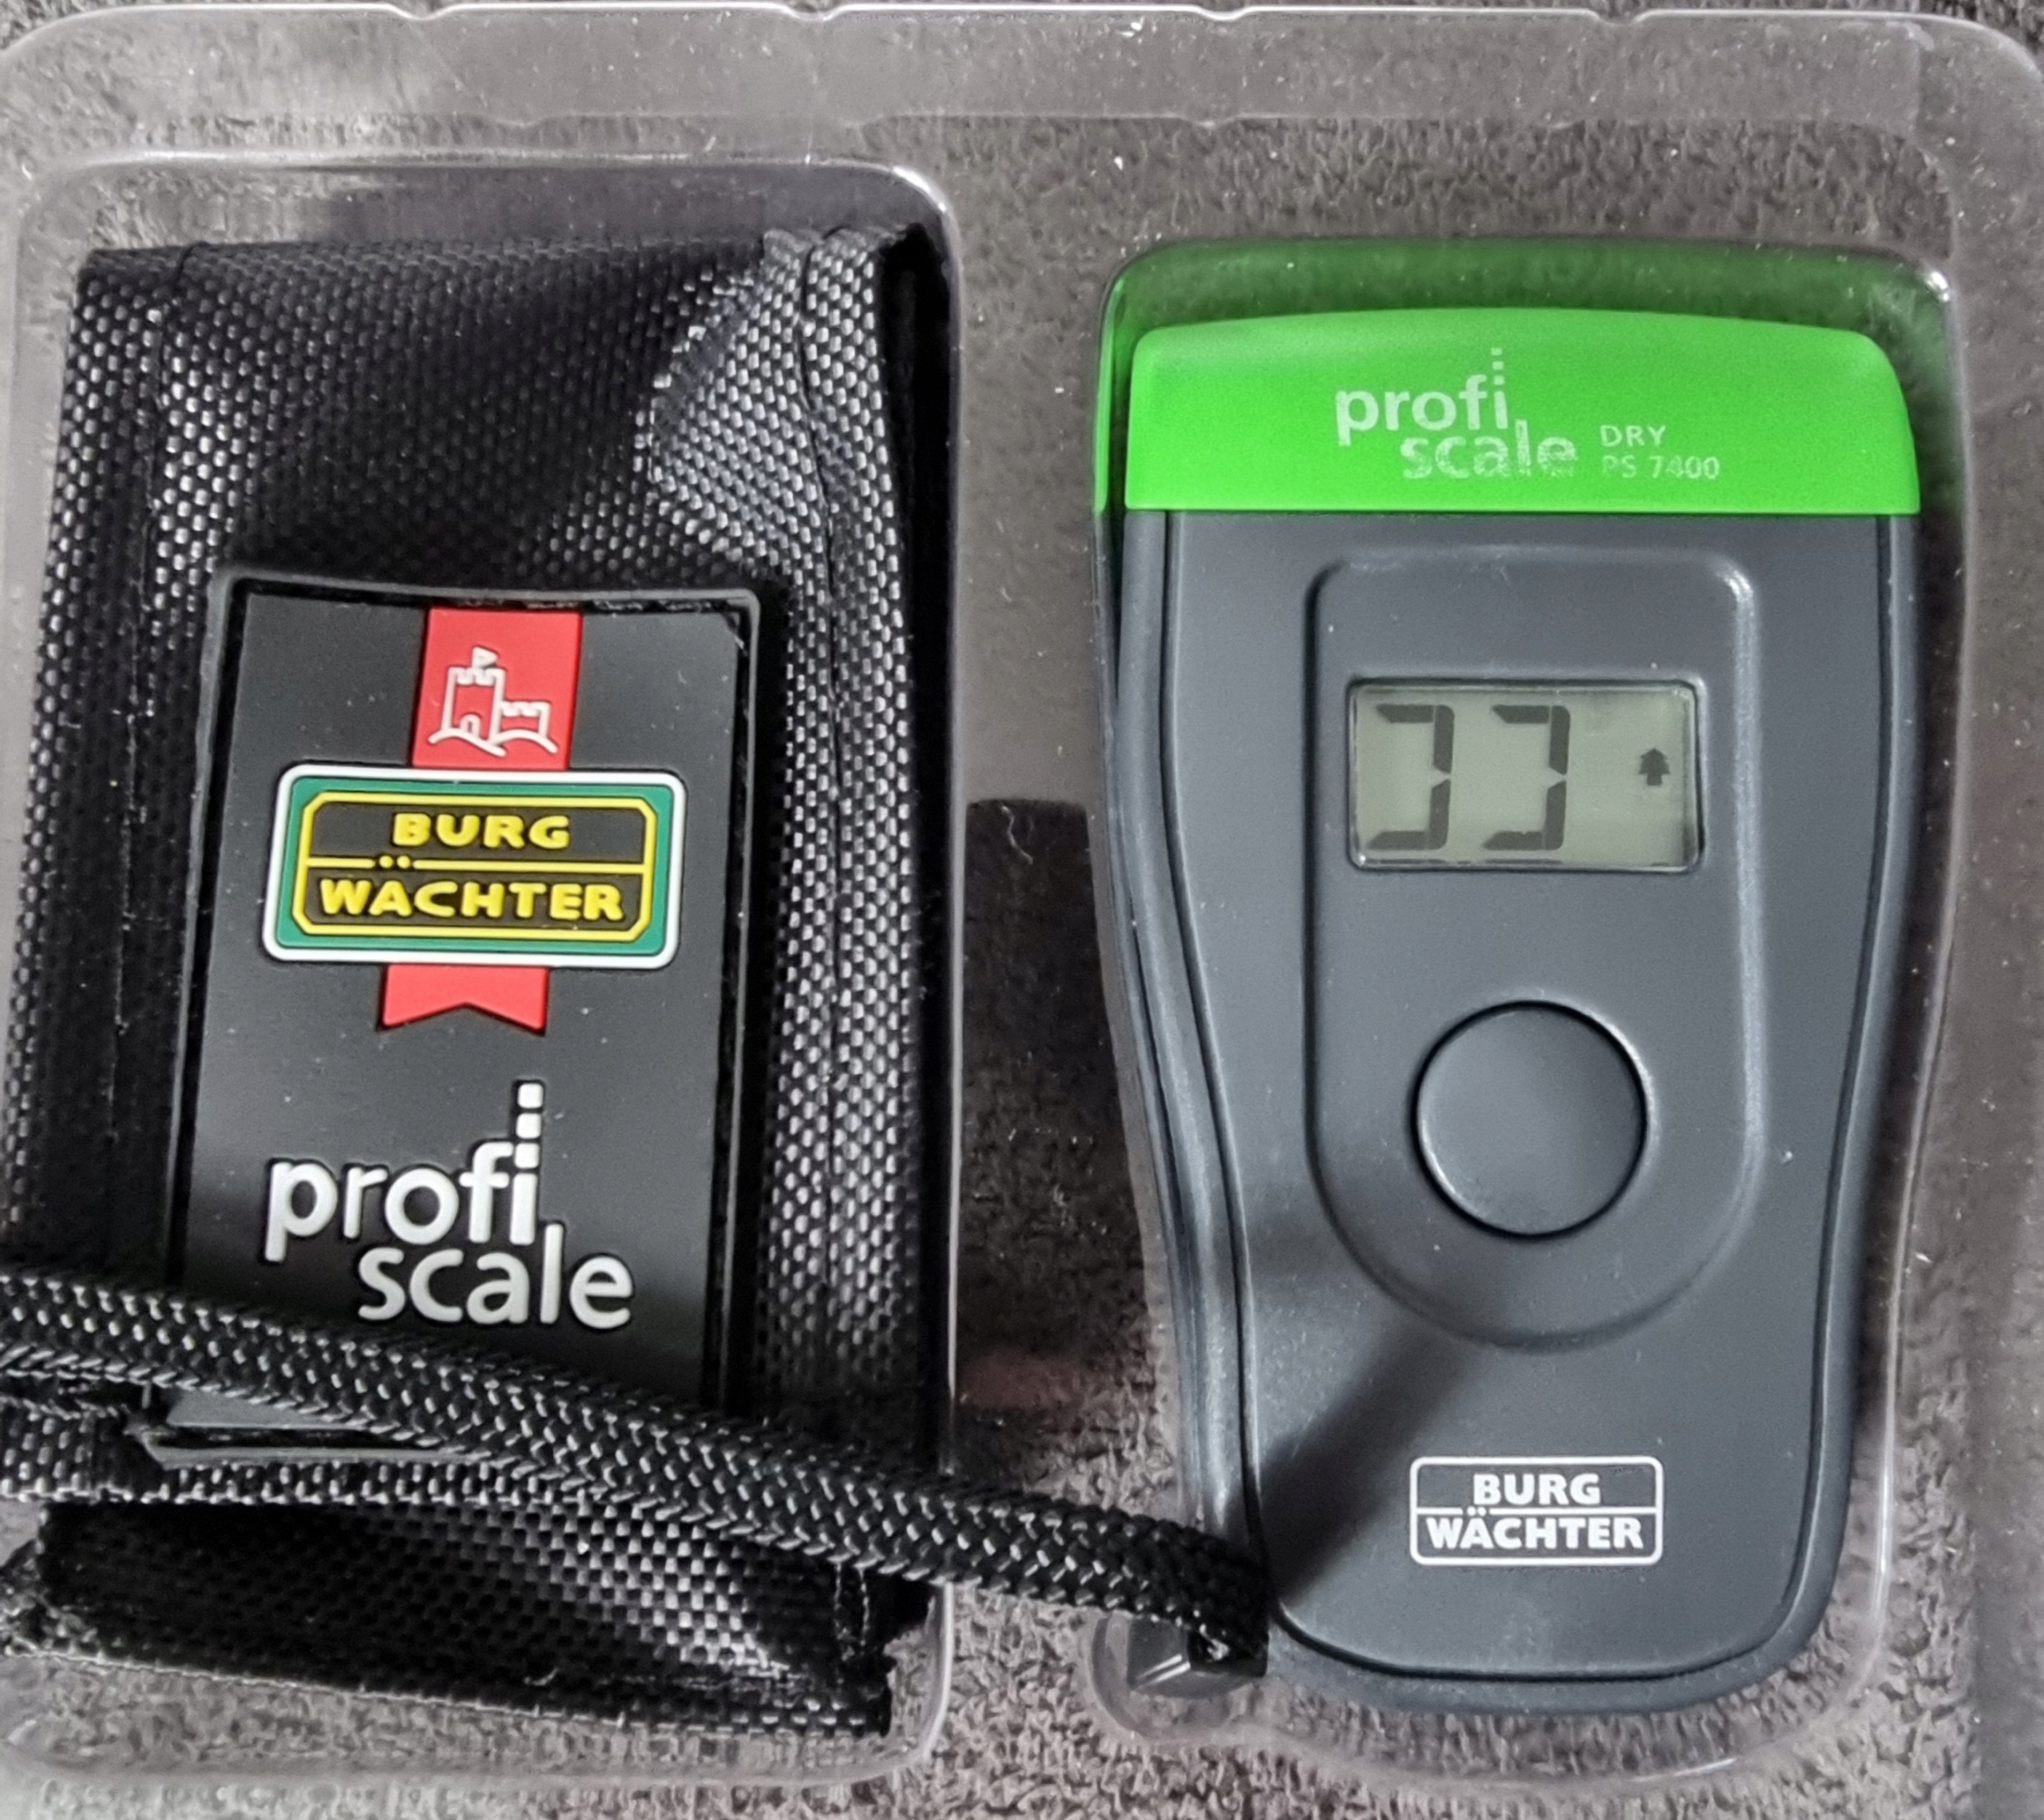 BURG
WÄCHTER
profi
scale
profi
scale DRY
PS 7400
BURG
WÄCHTER